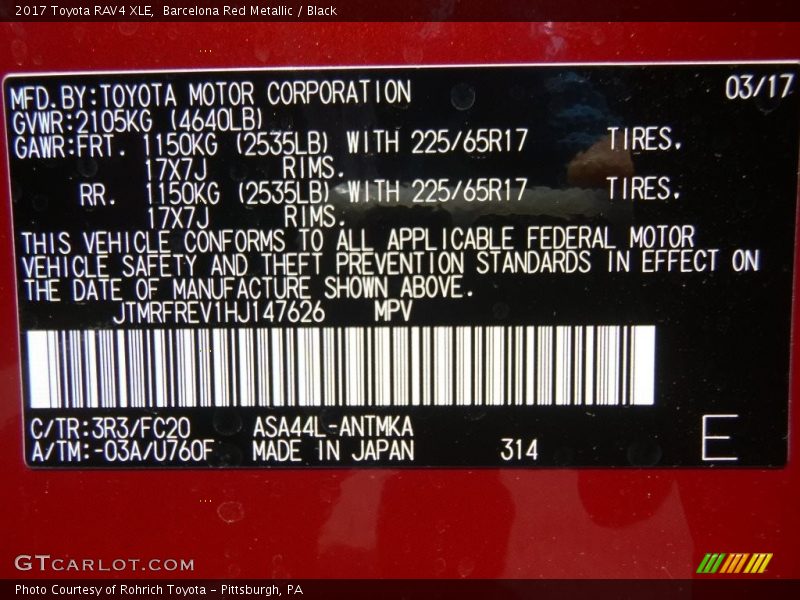 2017 Toyota RAV4 XLE,  Barcelona Red Metallic / Black
MFD.BY:TOYOTA MOTOR CORPORATION 03/17
GVWR:2105KG (4640LB)
GAWR:FRT. 1150KG (2535LB) WITH 225/65R17 TIRES.
17X7J RIMS.
RR. 1150KG (2535LB) WITH 225/65R17 TIRES.
17X7J RIMS.
THIS VEHICLE CONFORMS TO ALL APPLICABLE FEDERAL MOTOR
VEHICLE SAFETY AND THEFT PREVENTION STANDARDS IN EFFECT ON
THE DATE OF MANUFACTURE SHOWN ABOVE.
JTMRFREV1HJ147626 MPV
C/TR:3R3/FC20 ASA44L-ANTMKA
A/TM:-03A/U760F MADE IN JAPAN 314 E
GTCARLOT.COM
Photo Courtesy of Rohrich Toyota - Pittsburgh, PA